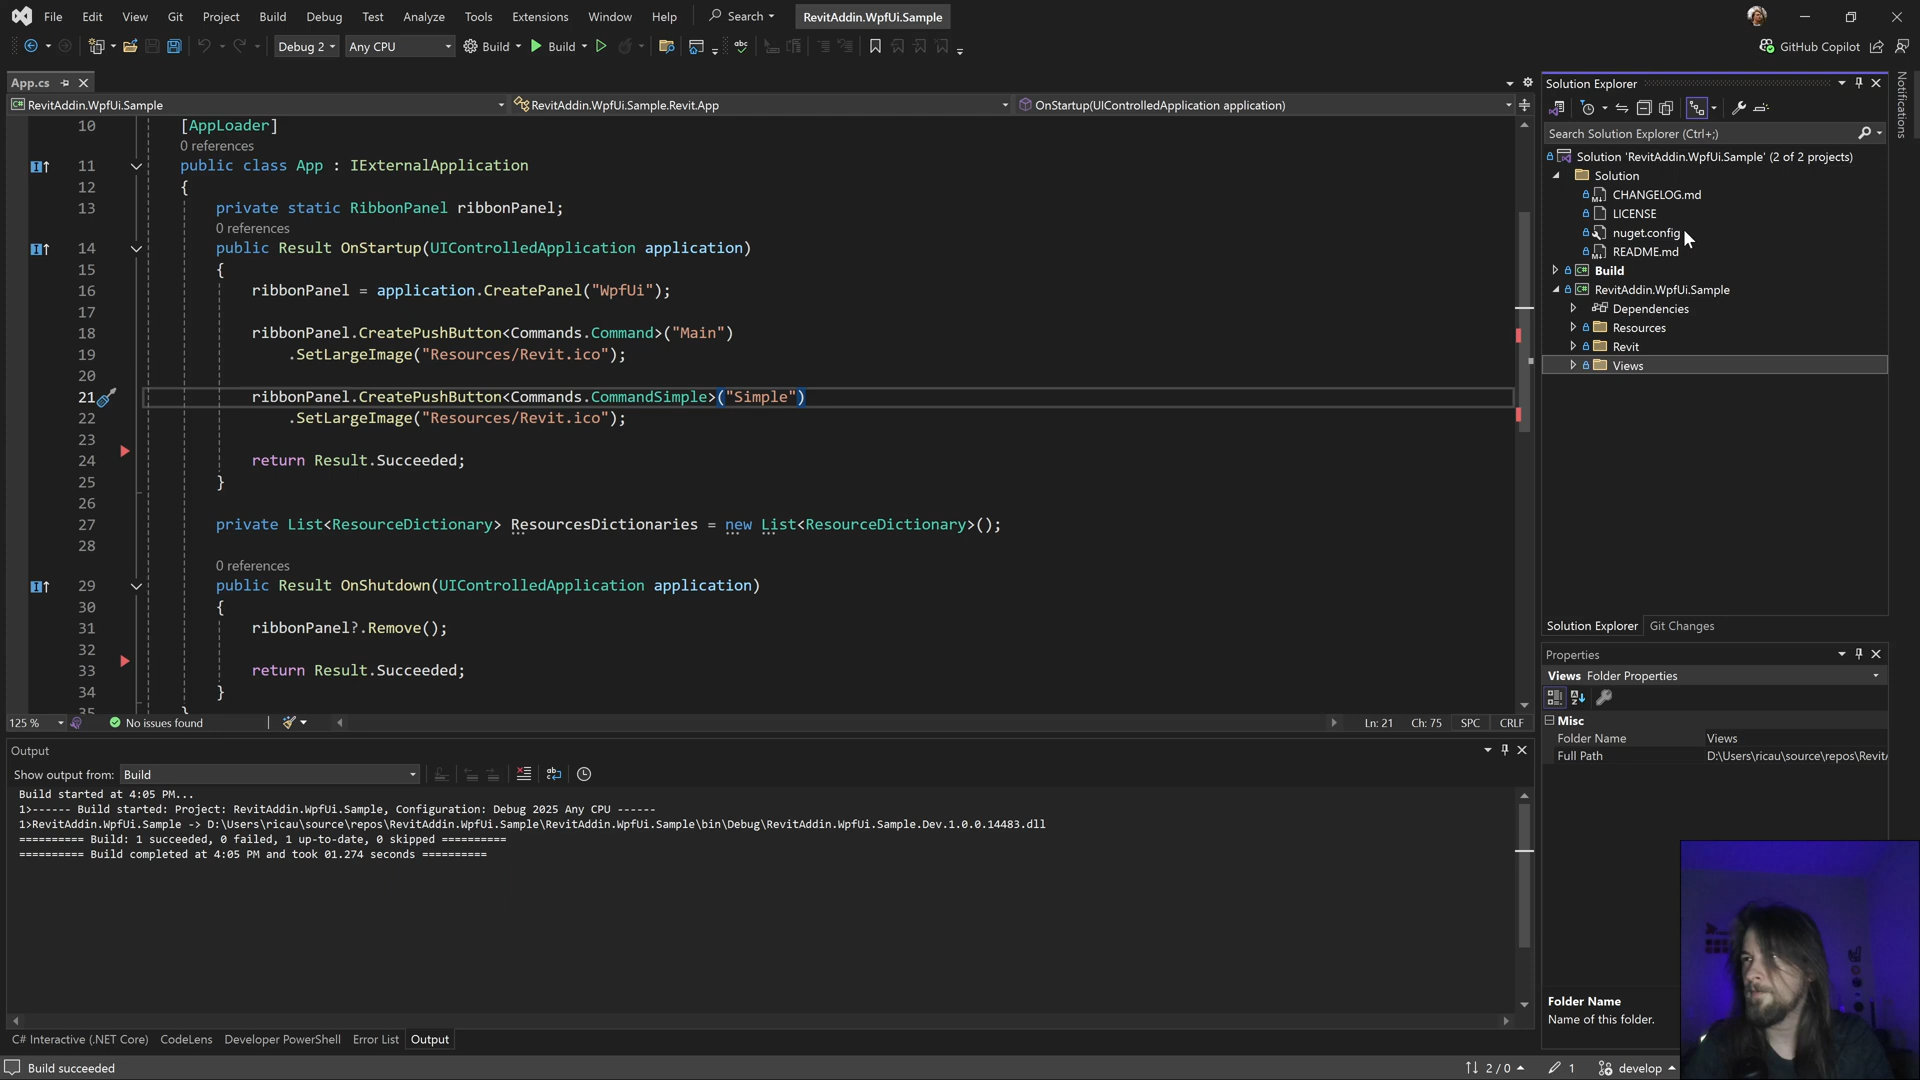 File Edit View Git Project Build Debug Test Analyze Tools Extensions Window Help Search RevitAddin.WpfUi.Sample
Debug 2 Any CPU Build Build GitHub Copilot
App.cs
RevitAddin.WpfUi.Sample RevitAddin.WpfUi.Sample.Revit.App OnStartup(UIControlledApplication application)
10 [AppLoader]
0 references
11 public class App : IExternalApplication
12 {
13 private static RibbonPanel ribbonPanel;
0 references
14 public Result OnStartup(UIControlledApplication application)
15 {
16 ribbonPanel = application.CreatePanel("WpfUi");
17
18 ribbonPanel.CreatePushButton<Commands.Command>("Main")
19 .SetLargeImage("Resources/Revit.ico");
20
21 ribbonPanel.CreatePushButton<Commands.CommandSimple>("Simple")
22 .SetLargeImage("Resources/Revit.ico");
23
24 return Result.Succeeded;
25 }
26
27 private List<ResourceDictionary> ResourcesDictionaries = new List<ResourceDictionary>();
28
0 references
29 public Result OnShutdown(UIControlledApplication application)
30 {
31 ribbonPanel?.Remove();
32
33 return Result.Succeeded;
34 }
35 }
125 % No issues found Ln: 21 Ch: 75 SPC CRLF
Output
Show output from: Build
Build started at 4:05 PM...
1>------ Build started: Project: RevitAddin.WpfUi.Sample, Configuration: Debug 2025 Any CPU ------
1>RevitAddin.WpfUi.Sample -> D:\Users\ricau\source\repos\RevitAddin.WpfUi.Sample\RevitAddin.WpfUi.Sample\bin\Debug\RevitAddin.WpfUi.Sample.Dev.1.0.0.14483.dll
========== Build: 1 succeeded, 0 failed, 1 up-to-date, 0 skipped ==========
========== Build completed at 4:05 PM and took 01.274 seconds ==========
C# Interactive (.NET Core) CodeLens Developer PowerShell Error List Output
Build succeeded 2 / 0 1 develop
Solution Explorer
Search Solution Explorer (Ctrl+;)
Solution 'RevitAddin.WpfUi.Sample' (2 of 2 projects)
Solution
CHANGELOG.md
LICENSE
nuget.config
README.md
Build
RevitAddin.WpfUi.Sample
Dependencies
Resources
Revit
Views
Solution Explorer Git Changes
Properties
Views Folder Properties
Misc
Folder Name Views
Full Path D:\Users\ricau\source\repos\Revit
Folder Name
Name of this folder.
Notifications